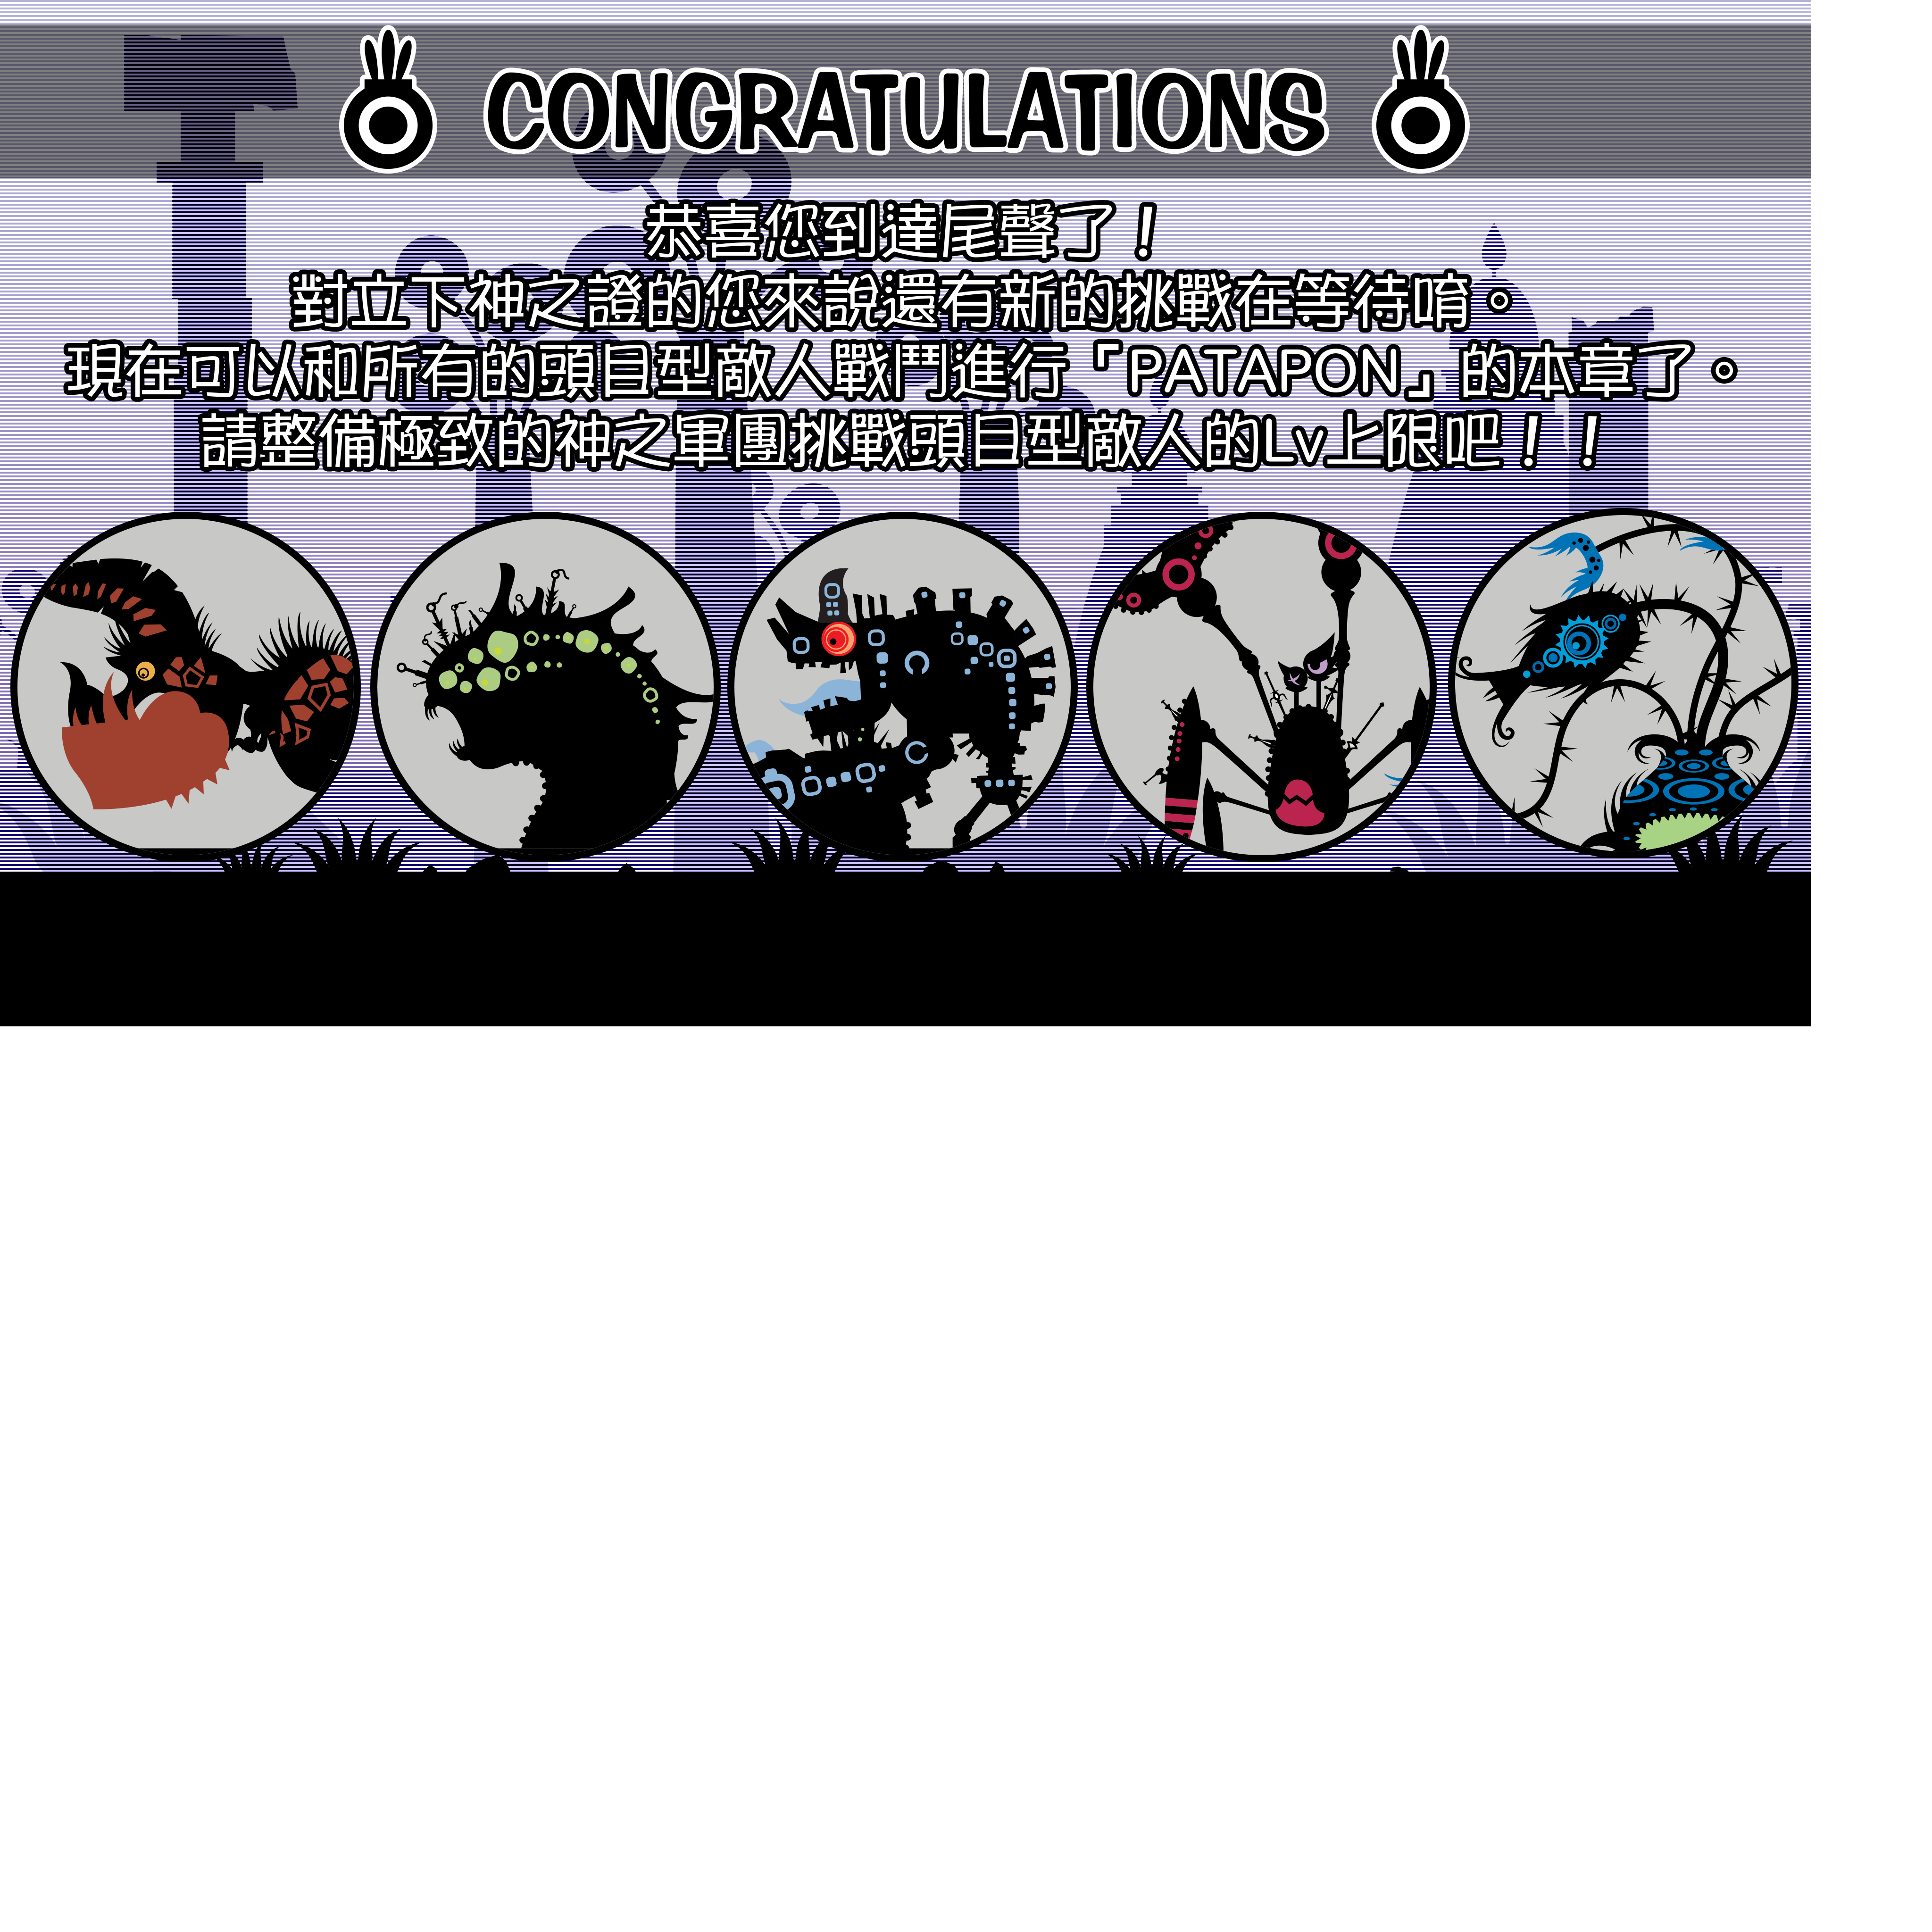 CONGRATULATIONS
恭喜您到達尾聲了！
對立下神之證的您來說還有新的挑戰在等待唷。
現在可以和所有的頭目型敵人戰鬥進行「PATAPON」的本章了。
請整備極致的神之軍團挑戰頭目型敵人的Lv上限吧！！